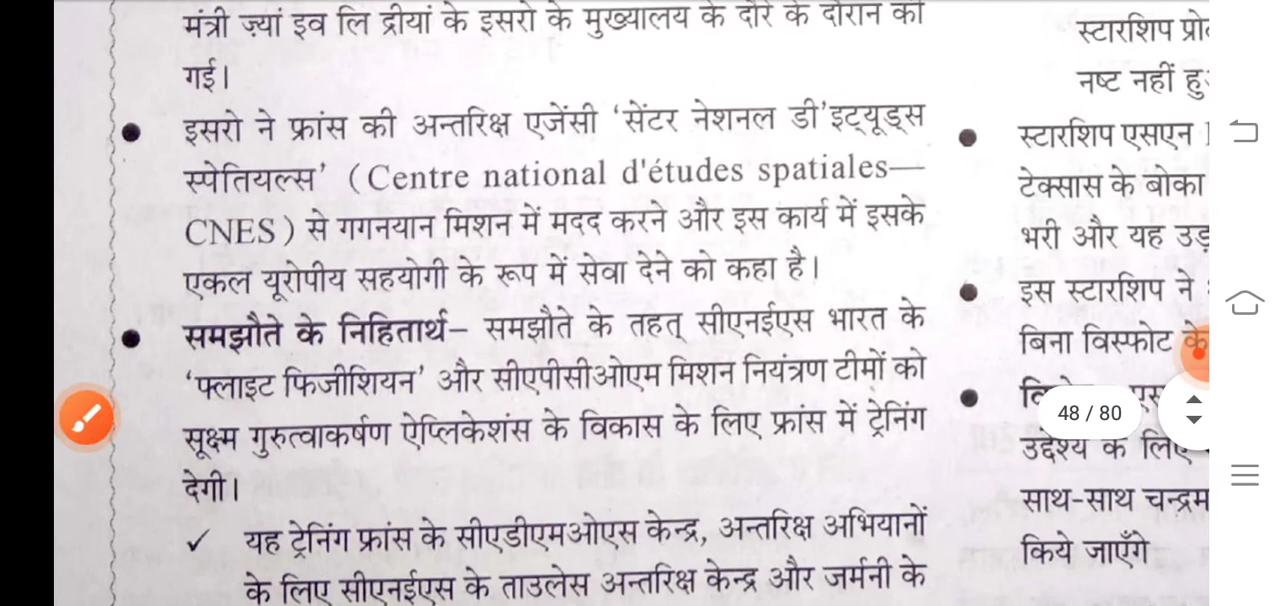 मंत्री ज़्यां इव लि द्रीयां के इसरो के मुख्यालय के दौरे के दौरान की
गई।
इसरो ने फ्रांस की अन्तरिक्ष एजेंसी ‘सेंटर नेशनल डी’इट्यूड्स
स्पेतियल्स’ (Centre national d'études spatiales—
CNES) से गगनयान मिशन में मदद करने और इस कार्य में इसके
एकल यूरोपीय सहयोगी के रूप में सेवा देने को कहा है।
समझौते के निहितार्थ– समझौते के तहत् सीएनईएस भारत के
‘फ्लाइट फिजीशियन’ और सीएपीसीओएम मिशन नियंत्रण टीमों को
सूक्ष्म गुरुत्वाकर्षण ऐप्लिकेशंस के विकास के लिए फ्रांस में ट्रेनिंग
देगी।
✓ यह ट्रेनिंग फ्रांस के सीएडीएमओएस केन्द्र, अन्तरिक्ष अभियानों
के लिए सीएनईएस के ताउलेस अन्तरिक्ष केन्द्र और जर्मनी के
स्टारशिप
नष्ट नहीं
स्टारशिप एसएन
टेक्सास के बोका
भरी और यह
इस स्टारशिप ने
बिना विस्फोट के
48 / 80
उद्देश्य के लिए
साथ-साथ
किये जाएँगे